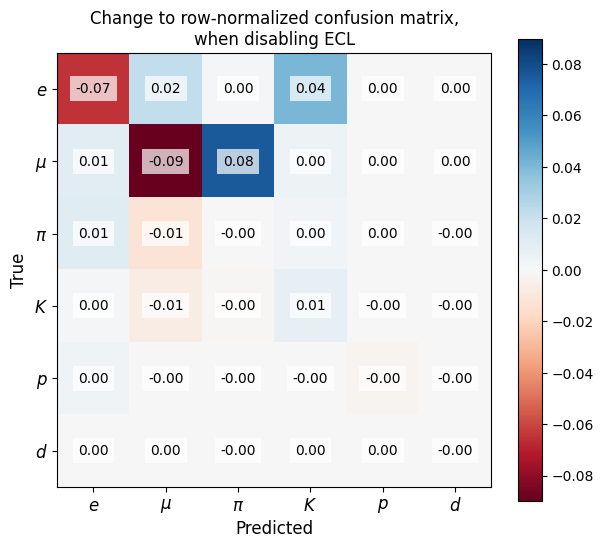 Change to row-normalized confusion matrix,
when disabling ECL
e -0.07 0.02 0.00 0.04 0.00 0.00
μ 0.01 -0.09 0.08 0.00 0.00 0.00
π 0.01 -0.01 -0.00 0.00 0.00 -0.00
K 0.00 -0.01 -0.00 0.01 -0.00 -0.00
p 0.00 -0.00 -0.00 -0.00 -0.00 -0.00
d 0.00 0.00 -0.00 0.00 0.00 -0.00
e μ π K p d
Predicted
True
0.08
0.06
0.04
0.02
0.00
−0.02
−0.04
−0.06
−0.08